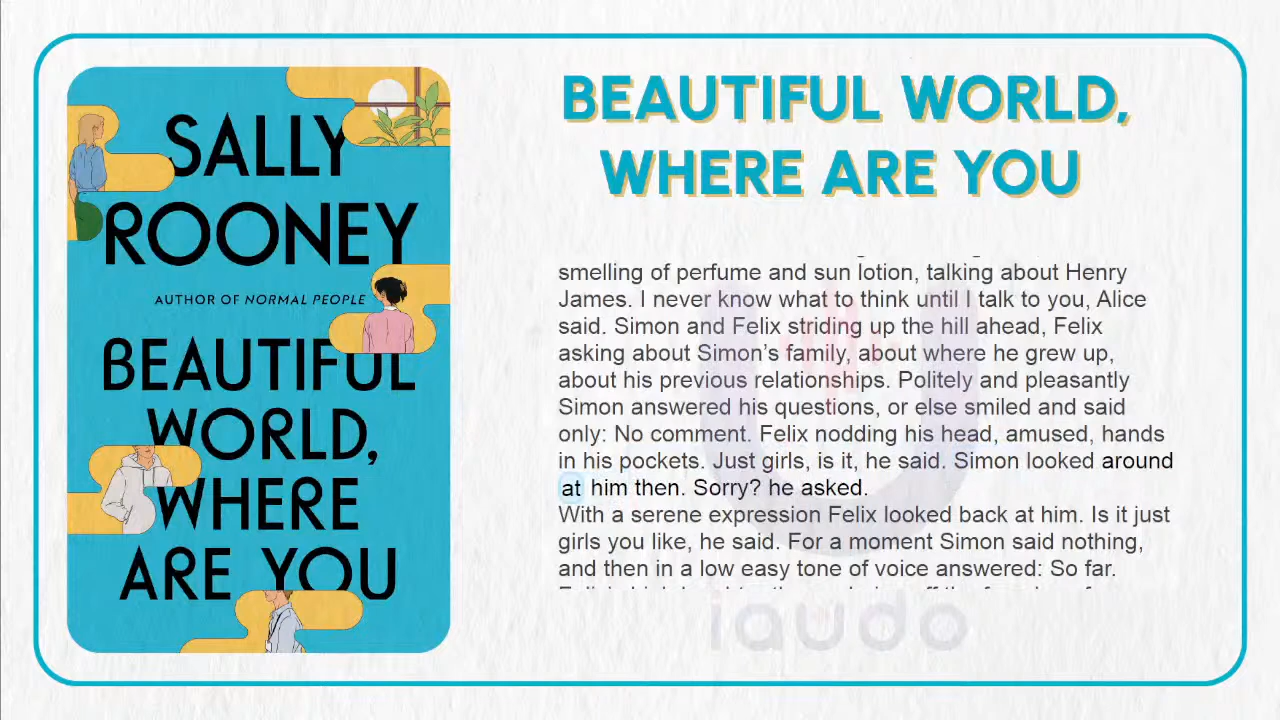 SALLY
ROONEY
AUTHOR OF NORMAL PEOPLE
BEAUTIFUL
WORLD,
WHERE
ARE YOU
BEAUTIFUL WORLD,
WHERE ARE YOU
smelling of perfume and sun lotion, talking about Henry
James. I never know what to think until I talk to you, Alice
said. Simon and Felix striding up the hill ahead, Felix
asking about Simon’s family, about where he grew up,
about his previous relationships. Politely and pleasantly
Simon answered his questions, or else smiled and said
only: No comment. Felix nodding his head, amused, hands
in his pockets. Just girls, is it, he said. Simon looked around
at him then. Sorry? he asked.
With a serene expression Felix looked back at him. Is it just
girls you like, he said. For a moment Simon said nothing,
and then in a low easy tone of voice answered: So far.
iaudo